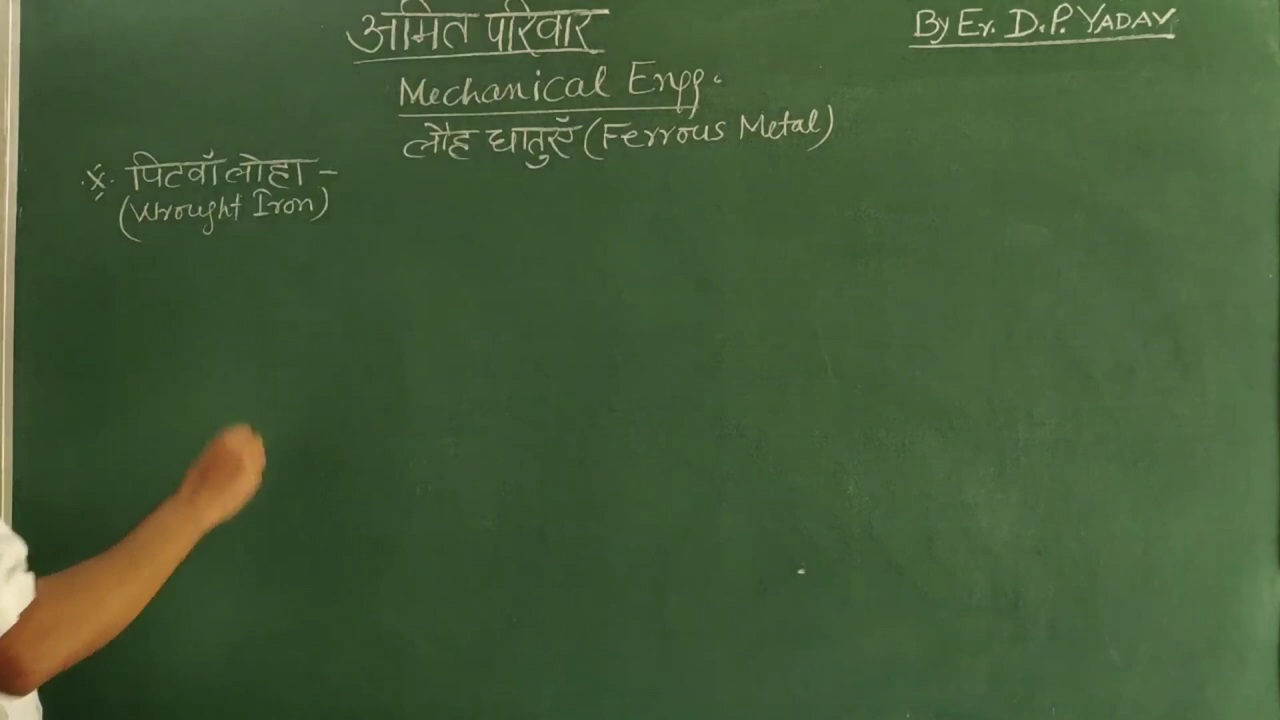 अमित परिवार
By Er. D.P. YADAV
Mechanical Engg.
लौह धातुएँ (Ferrous Metal)
* पिटवाँ लोहा -
(Wrought Iron)